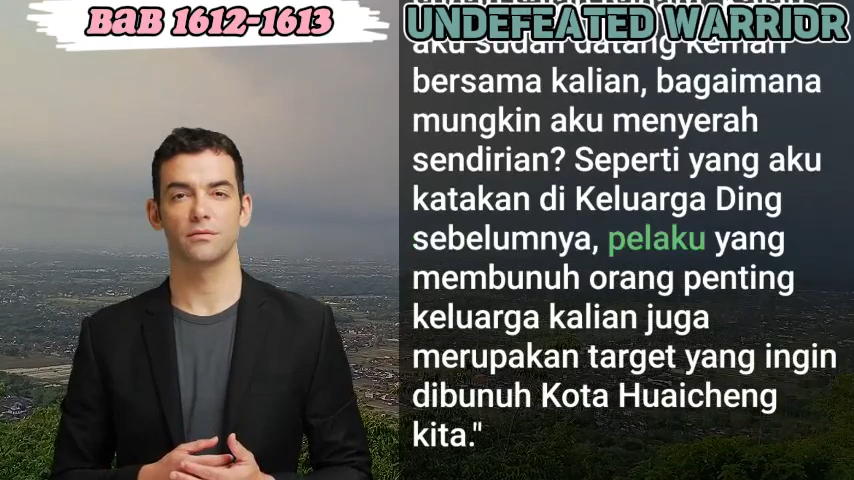 BAB 1612-1613
UNDEFEATED WARRIOR
aku sudah datang kemari
bersama kalian, bagaimana
mungkin aku menyerah
sendirian? Seperti yang aku
katakan di Keluarga Ding
sebelumnya, pelaku yang
membunuh orang penting
keluarga kalian juga
merupakan target yang ingin
dibunuh Kota Huaicheng
kita."